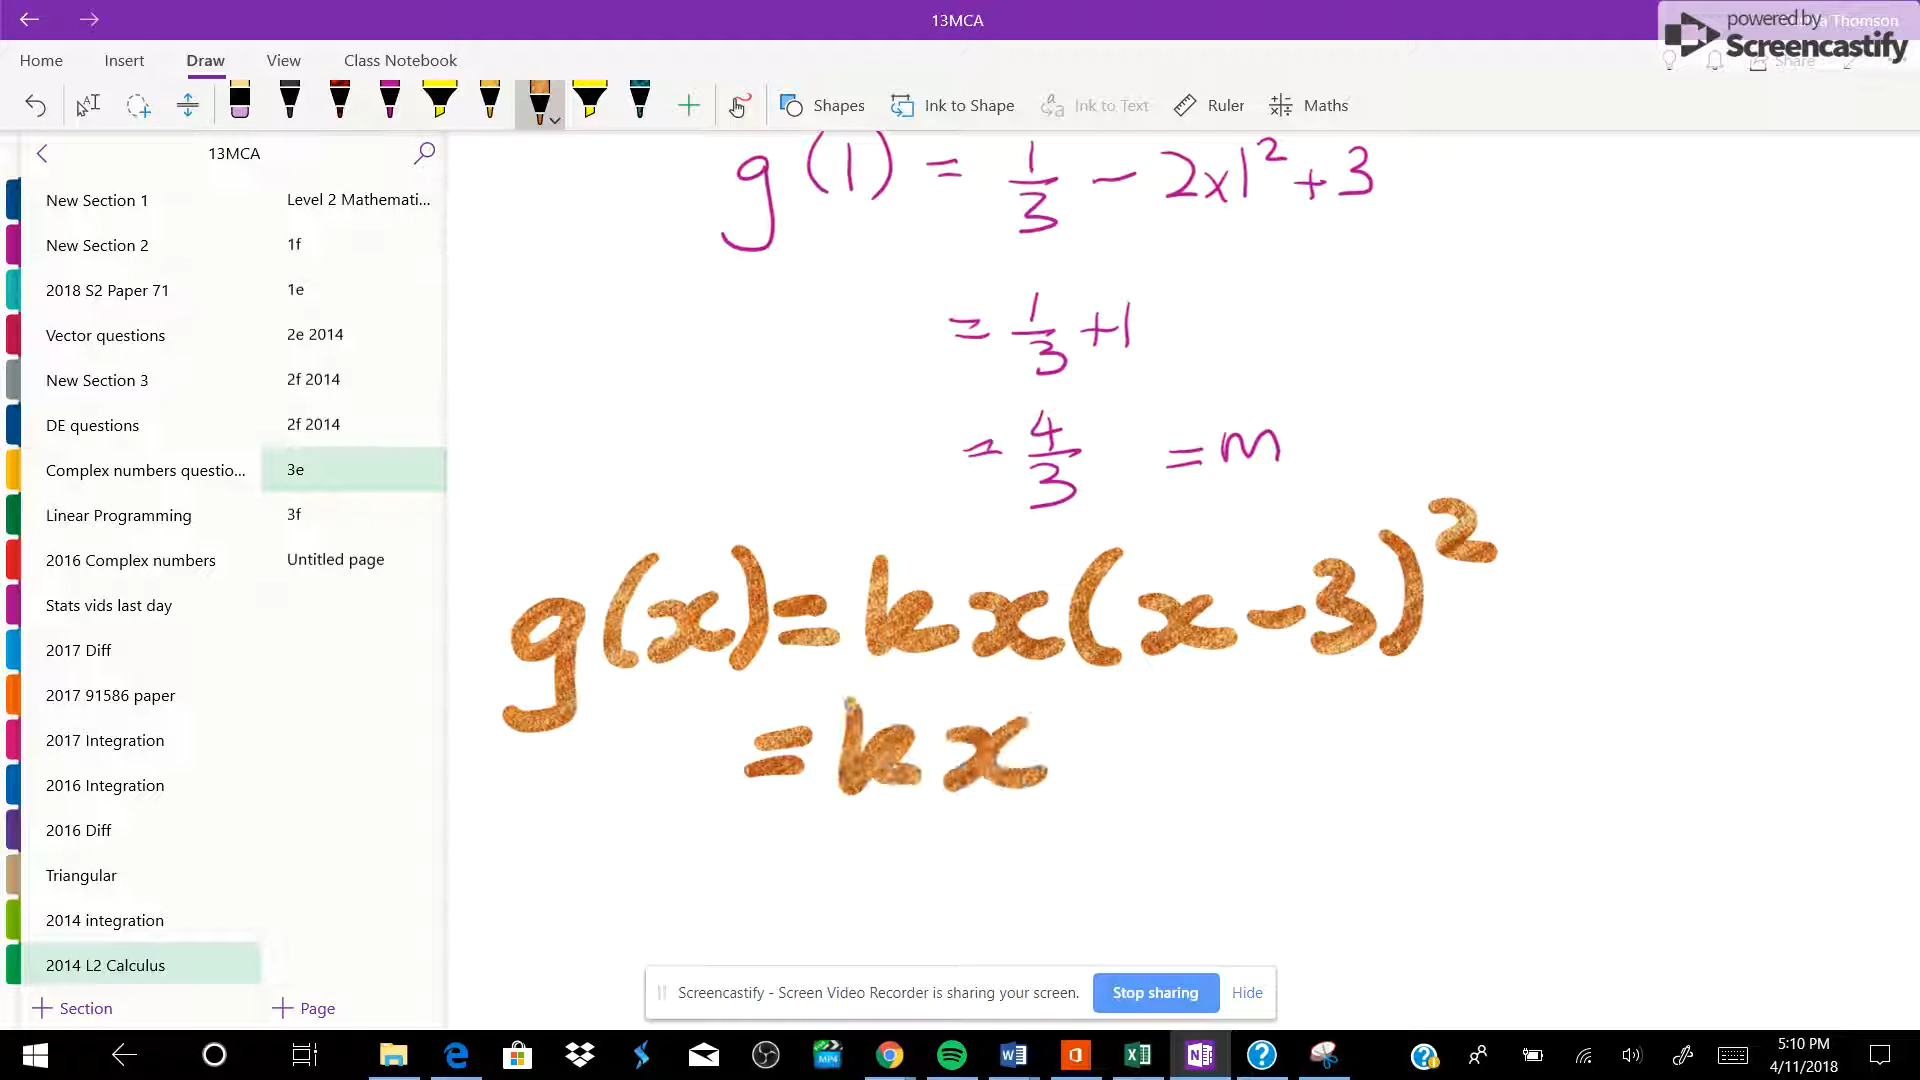 13MCA
powered by
Screencastify
Thomson
Home Insert Draw View Class Notebook
Share
Shapes Ink to Shape Ink to Text Ruler Maths
13MCA
New Section 1
New Section 2
2018 S2 Paper 71
Vector questions
New Section 3
DE questions
Complex numbers questio...
Linear Programming
2016 Complex numbers
Stats vids last day
2017 Diff
2017 91586 paper
2017 Integration
2016 Integration
2016 Diff
Triangular
2014 integration
2014 L2 Calculus
+ Section
Level 2 Mathemati...
1f
1e
2e 2014
2f 2014
2f 2014
3e
3f
Untitled page
+ Page
g(1) = 1/3 - 2x1² + 3
= 1/3 + 1
= 4/3 = m
g(x) = kx(x-3)²
= kx
Screencastify - Screen Video Recorder is sharing your screen. Stop sharing Hide
5:10 PM
4/11/2018